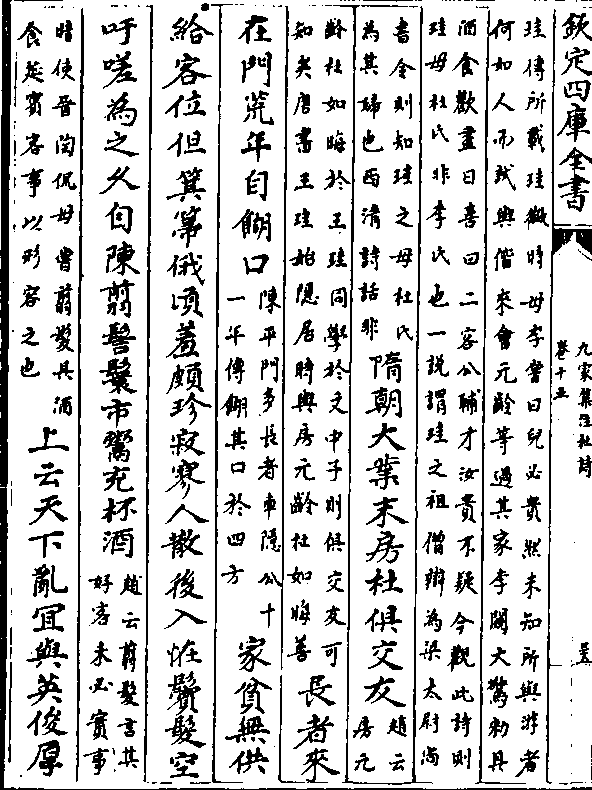 欽定四庫全書
九家集注杜詩
卷十五
珪傳所載珪微時母李嘗曰兒必貴然未知所與游者
何如人而試與偕來會元齡等過其家李闚大驚勑具
酒食歡盡日喜曰二客公輔才汝貴不疑今觀此詩則
珪母杜氏非李氏也一說謂珪之祖僧辯為梁太尉尚
書令則知珪之母杜氏
為其婦也西清詩話非
隋朝大業末房杜俱交友
趙云
房元
齡杜如晦於王珪同學於文中子則俱交友可
知矣唐書王珪始隠居時與房元齡杜如晦善
長者來
在門荒年自餬口
陳平門多長者車隠公十
一年傳餬其口於四方
家貧無供
給客位但箕箒俄頃羞頗珍寂寥人散後入怪鬢髮空
吁嗟為之久自陳翦髻鬟市鬻充杯酒
趙云翦髮言其
好客未必實事
時使晉陶侃母曾翦髮具酒
食延賓客事以形容之也
上云天下亂宜與英俊厚